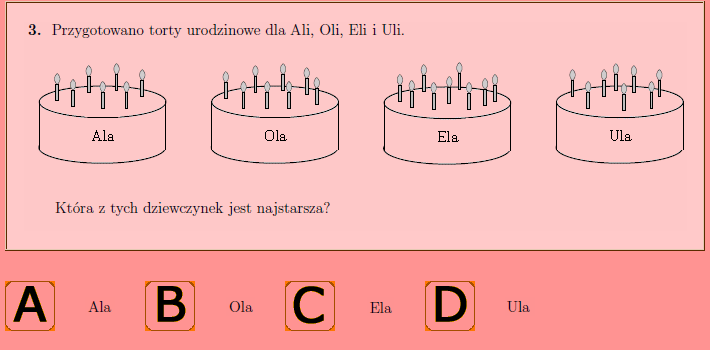 3. Przygotowano torty urodzinowe dla Ali, Oli, Eli i Uli.
Ala Ola Ela Ula
Która z tych dziewczynek jest najstarsza?
A Ala B Ola C Ela D Ula